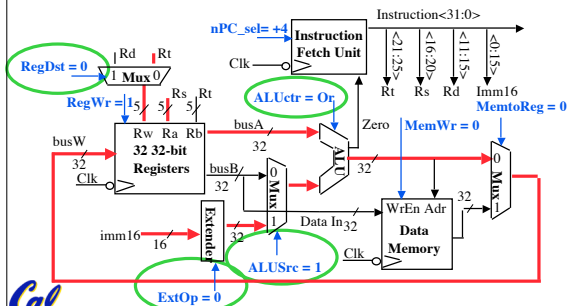 nPC_sel= +4
Instruction
Fetch Unit
Clk
Instruction<31:0>
<21:25>
<16:20>
<11:15>
<0:15>
Rt
Rs
Rd
Imm16
Rd
Rt
RegDst = 0
1 Mux 0
RegWr = 1
5
5
5
Rs
Rt
ALUctr = Or
MemtoReg = 0
MemWr = 0
Zero
busW
32
Clk
Rw Ra Rb
32 32-bit
Registers
busA
32
busB
32
ALU
32
0
Mux
1
0
Mux
1
imm16
16
Extender
32
Data In
32
WrEn Adr
Data
Memory
32
Clk
ALUSrc = 1
ExtOp = 0
Cal